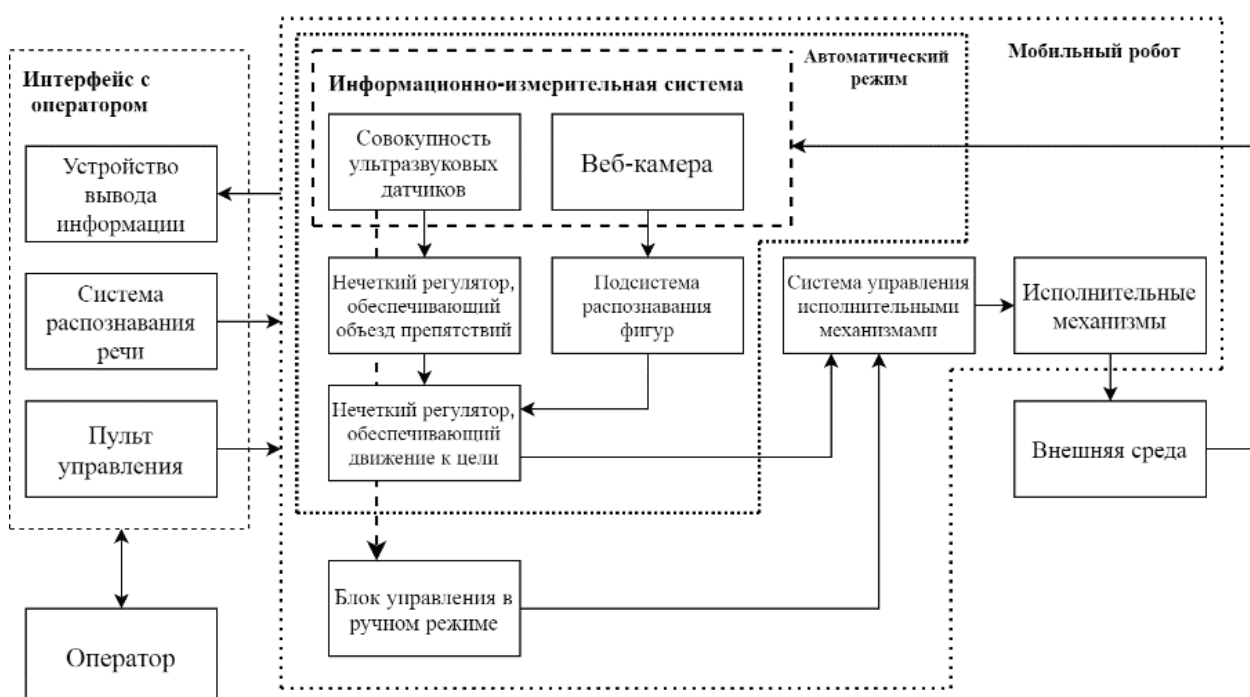 Интерфейс с
оператором
Устройство
вывода
информации
Система
распознавания
речи
Пульт
управления
Оператор
Информационно-измерительная система
Совокупность
ультразвуковых
датчиков
Веб-камера
Автоматический
режим
Мобильный робот
Нечеткий регулятор,
обеспечивающий
объезд препятствий
Подсистема
распознавания
фигур
Система управления
исполнительными
механизмами
Исполнительные
механизмы
Нечеткий регулятор,
обеспечивающий
движение к цели
Внешняя среда
Блок управления в
ручном режиме